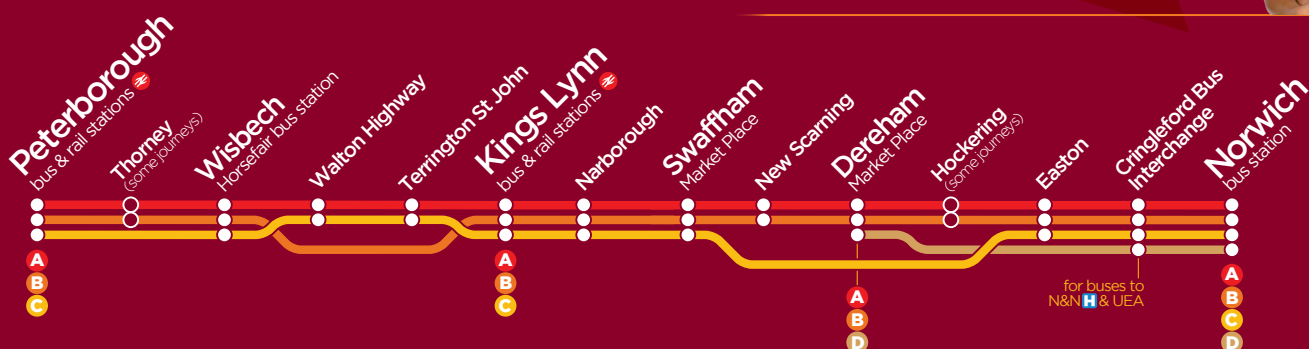 Peterborough
bus & rail stations
Thorney
(some journeys)
Wisbech
Horsefair bus station
Walton Highway
Terrington St John
Kings Lynn
bus & rail stations
Narborough
Swaffham
Market Place
New Scarning
Dereham
Market Place
Hockering
(some journeys)
Easton
Cringleford Bus
Interchange
Norwich
bus station
A
B
C
A
B
C
A
B
D
for buses to
N&N H & UEA
A
B
C
D